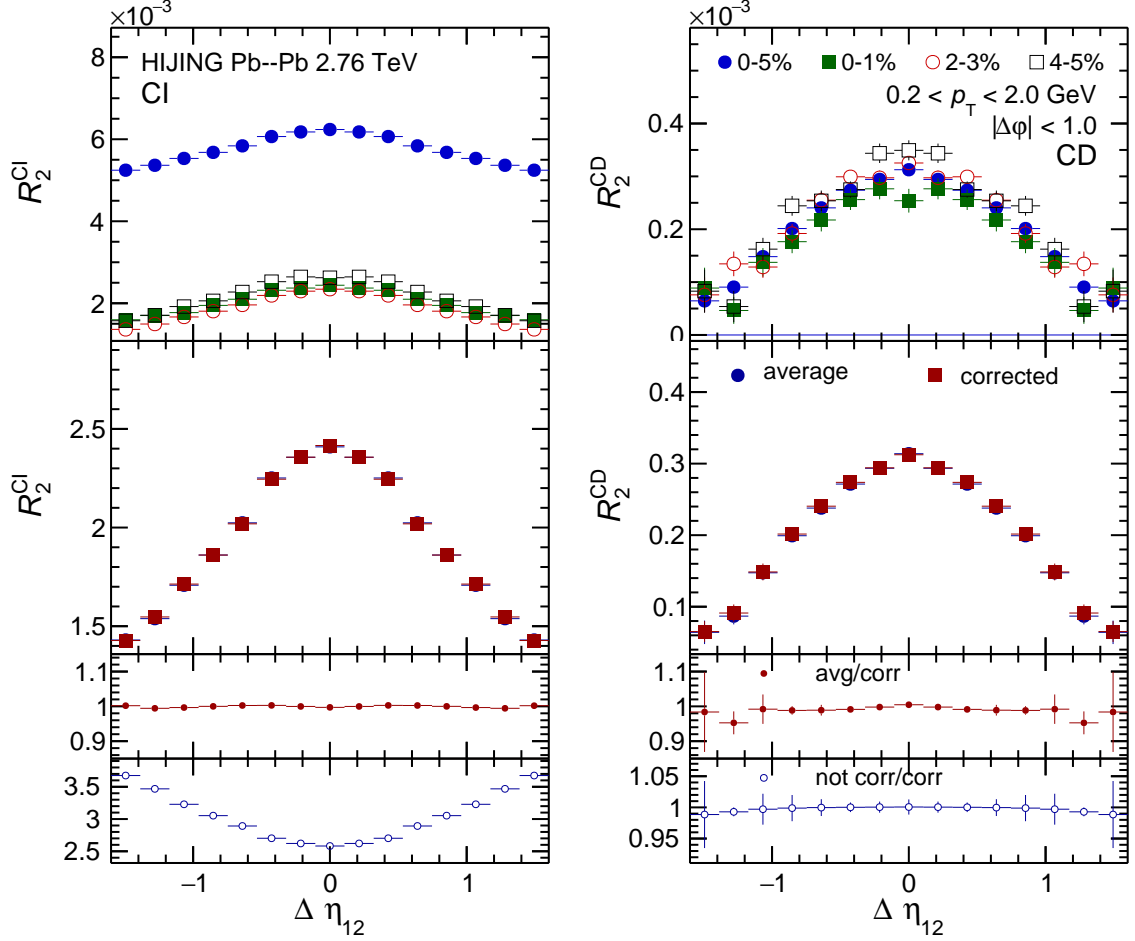 ×10⁻³
HIJING Pb--Pb 2.76 TeV
CI
8
6
4
2
R₂^CI
2.5
2
1.5
R₂^CI
1.1
1
0.9
3.5
3
2.5
−1 0 1
Δ η₁₂
×10⁻³
0-5% 0-1% 2-3% 4-5%
0.2 < p_T < 2.0 GeV
|Δφ| < 1.0
CD
0.4
0.2
0
R₂^CD
average corrected
0.4
0.3
0.2
0.1
R₂^CD
avg/corr
1.1
1
0.9
not corr/corr
1.05
1
0.95
−1 0 1
Δ η₁₂